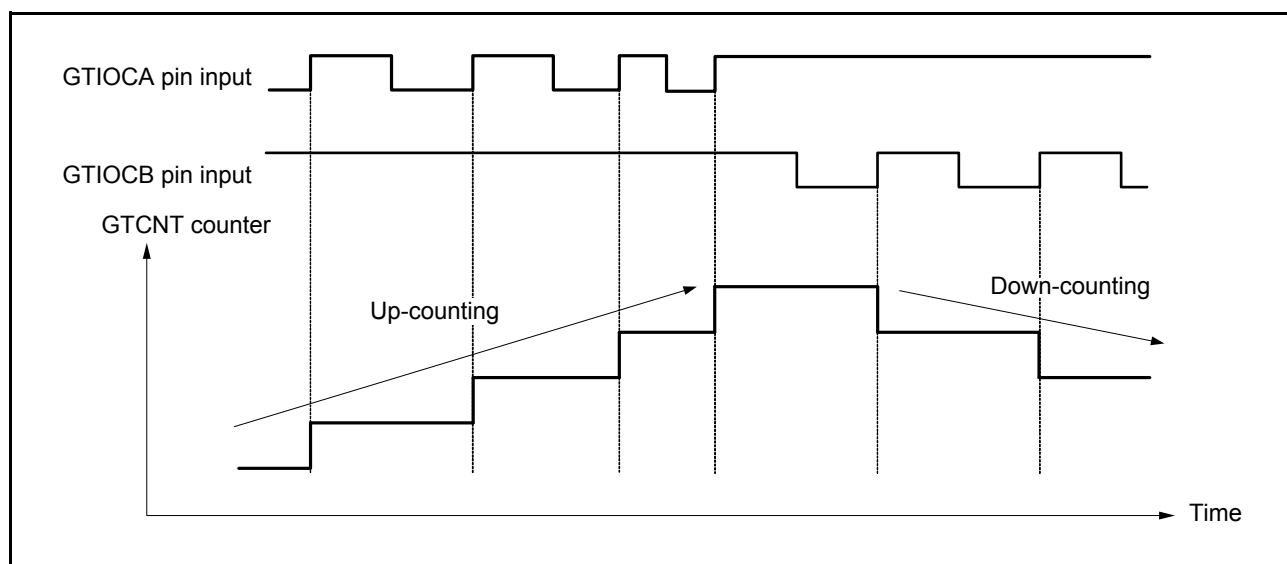 GTIOCA pin input
GTIOCB pin input
GTCNT counter
Up-counting
Down-counting
Time